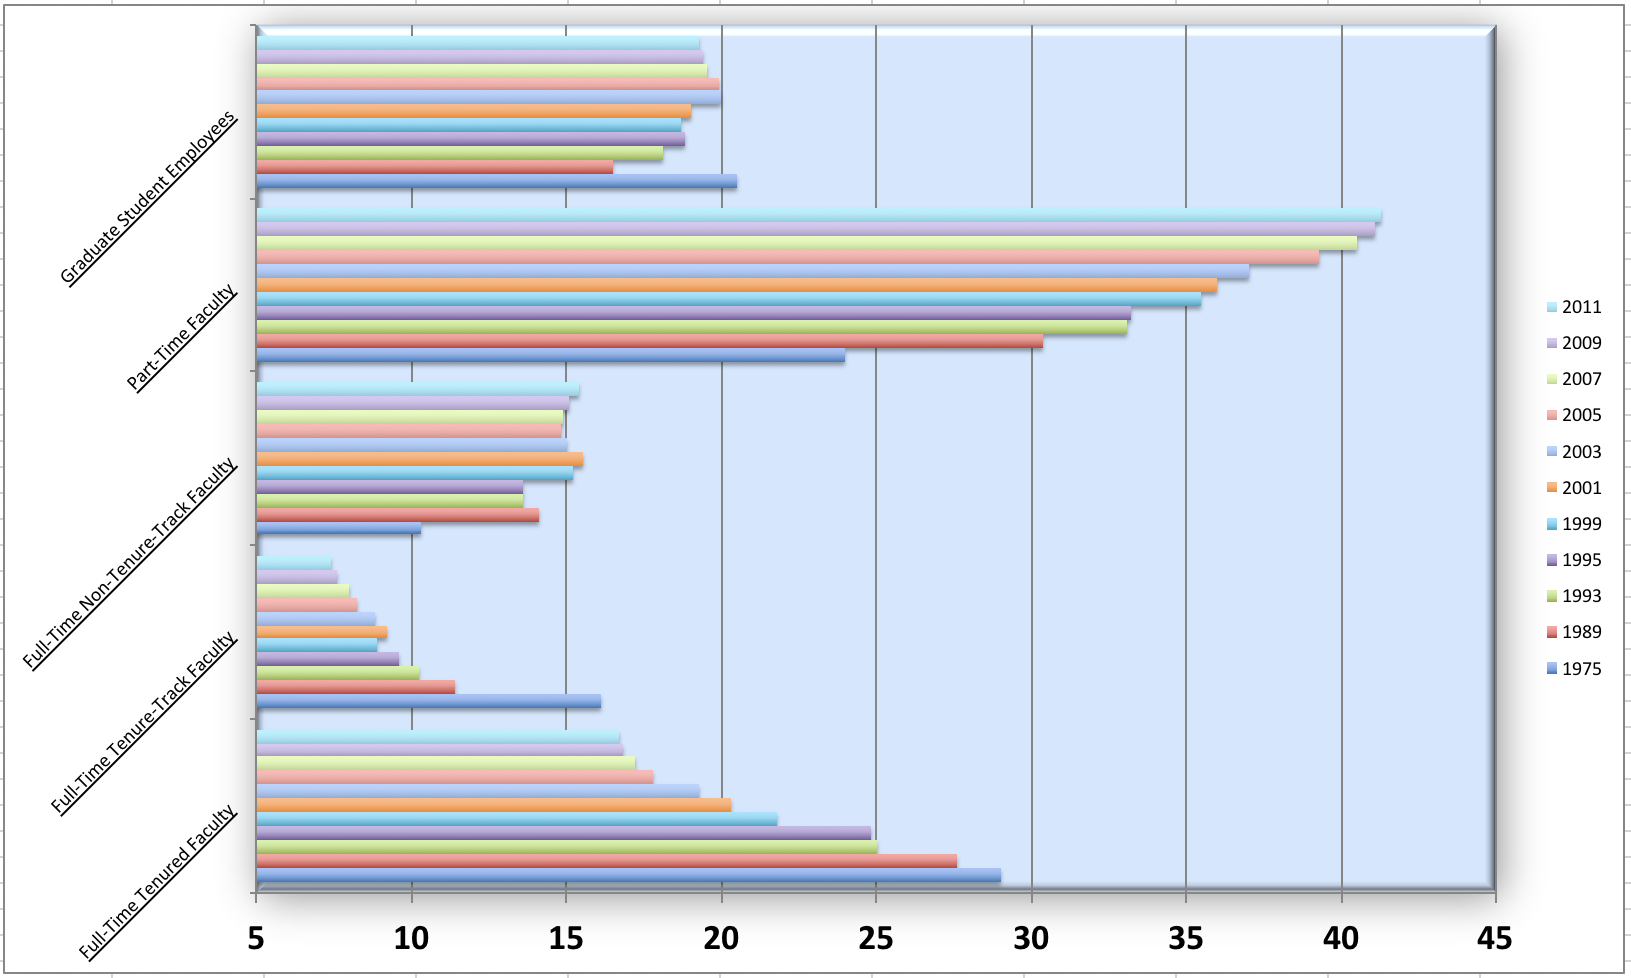 Graduate Student Employees
Part-Time Faculty
Full-Time Non-Tenure-Track Faculty
Full-Time Tenure-Track Faculty
Full-Time Tenured Faculty
5 10 15 20 25 30 35 40 45
2011
2009
2007
2005
2003
2001
1999
1995
1993
1989
1975